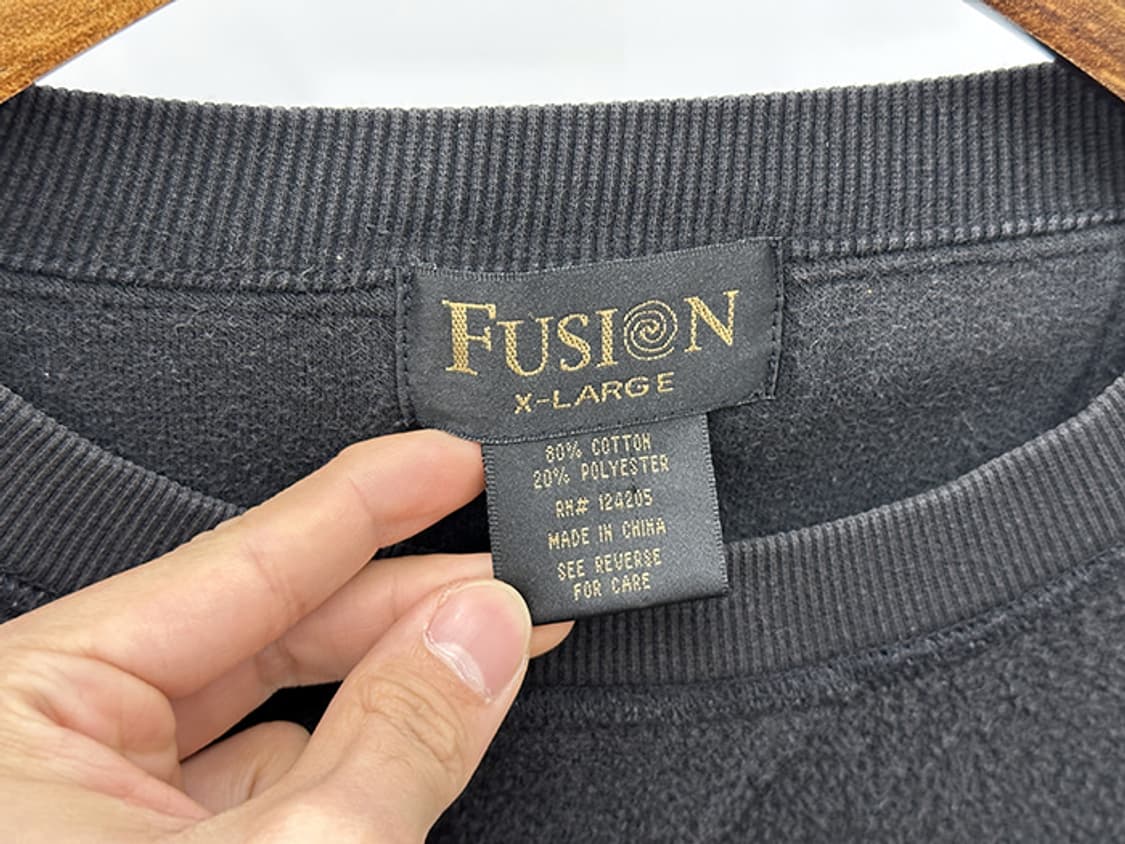 FUSION
X-LARGE
80% COTTON
20% POLYESTER
RN# 124205
MADE IN CHINA
SEE REVERSE
FOR CARE